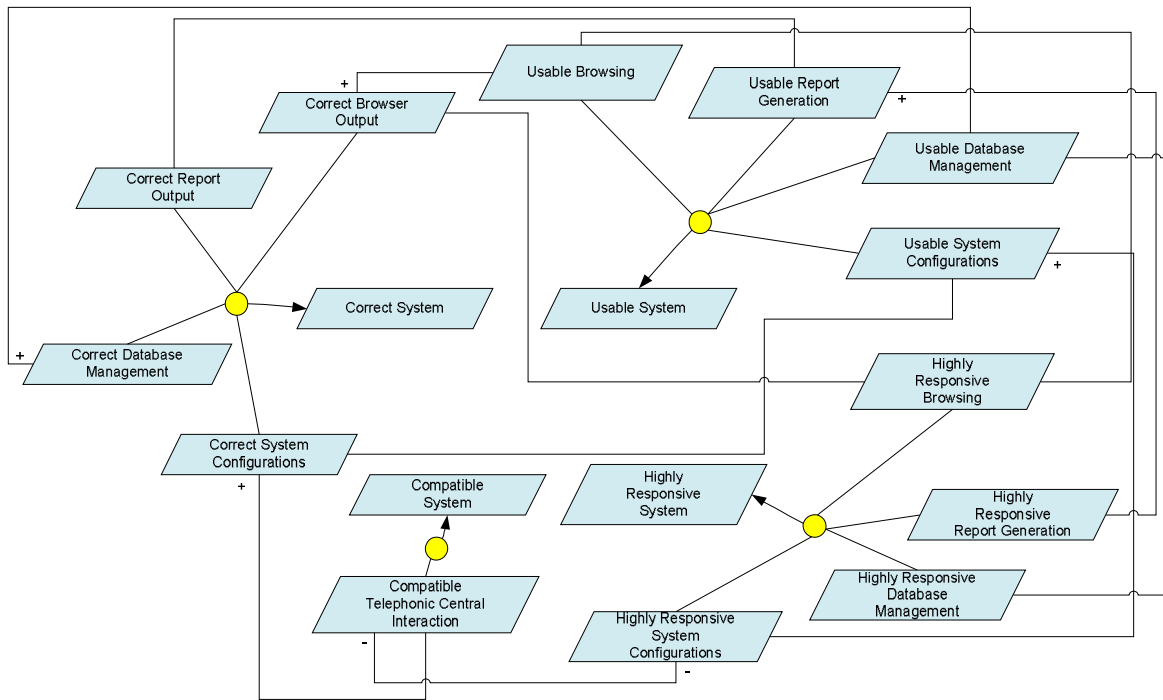 Usable Browsing
+
Usable Report
Generation
+
Correct Browser
Output
Usable Database
Management
Correct Report
Output
Usable System
Configurations
+
Correct System
Usable System
+
Correct Database
Management
Highly
Responsive
Browsing
Correct System
Configurations
+
Compatible
System
Highly
Responsive
System
Highly
Responsive
Report Generation
Compatible
Telephonic Central
Interaction
-
Highly Responsive
Database
Management
Highly Responsive
System
Configurations
-